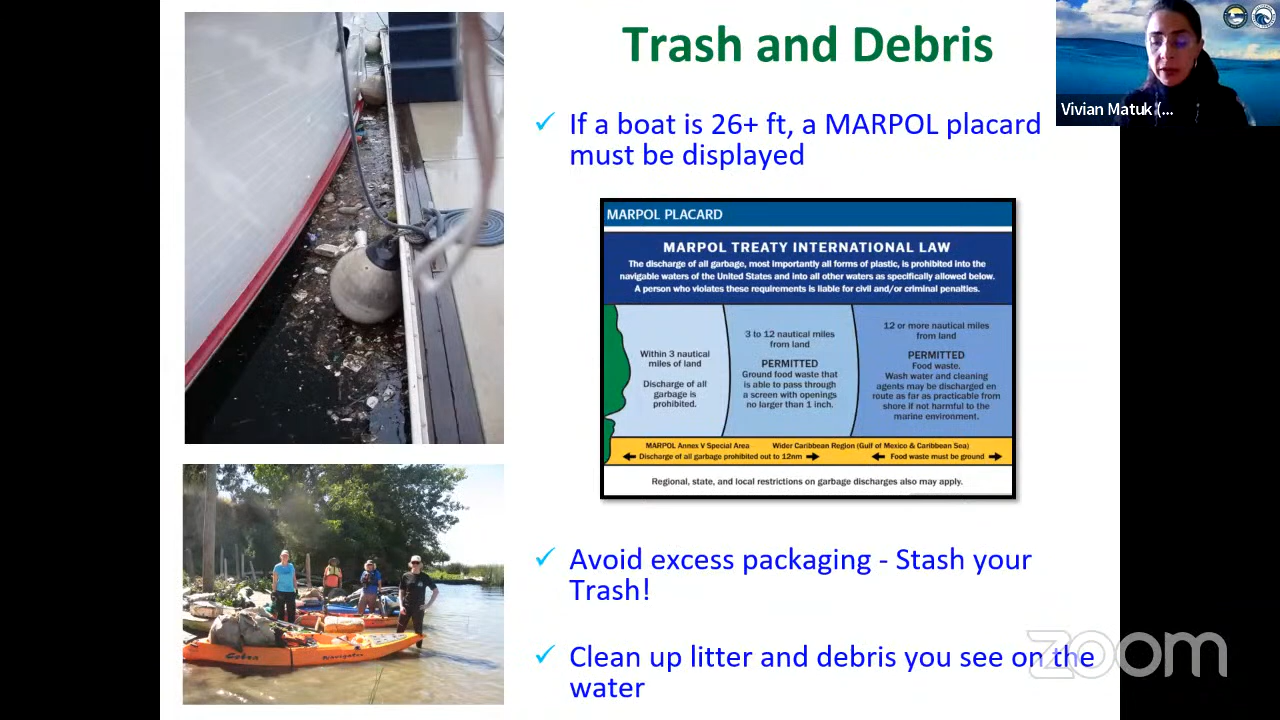 Trash and Debris
Vivian Matuk (...
✓ If a boat is 26+ ft, a MARPOL placard
must be displayed
MARPOL PLACARD
MARPOL TREATY INTERNATIONAL LAW
The discharge of all garbage, most importantly all forms of plastic, is prohibited into the
navigable waters of the United States and into all other waters as specifically allowed below.
A person who violates these requirements is liable for civil and/or criminal penalties.
Within 3 nautical
miles of land
Discharge of all
garbage is
prohibited.
3 to 12 nautical miles
from land
PERMITTED
Ground food waste that
is able to pass through
a screen with openings
no larger than 1 inch.
12 or more nautical miles
from land
PERMITTED
Food waste.
Wash water and cleaning
agents may be discharged en
route as far as practicable from
shore if not harmful to the
marine environment.
MARPOL Annex V Special Area Wider Caribbean Region (Gulf of Mexico & Caribbean Sea)
Discharge of all garbage prohibited out to 12nm Food waste must be ground
Regional, state, and local restrictions on garbage discharges also may apply.
✓ Avoid excess packaging - Stash your
Trash!
✓ Clean up litter and debris you see on the
water
Cobra Navigator
zoom